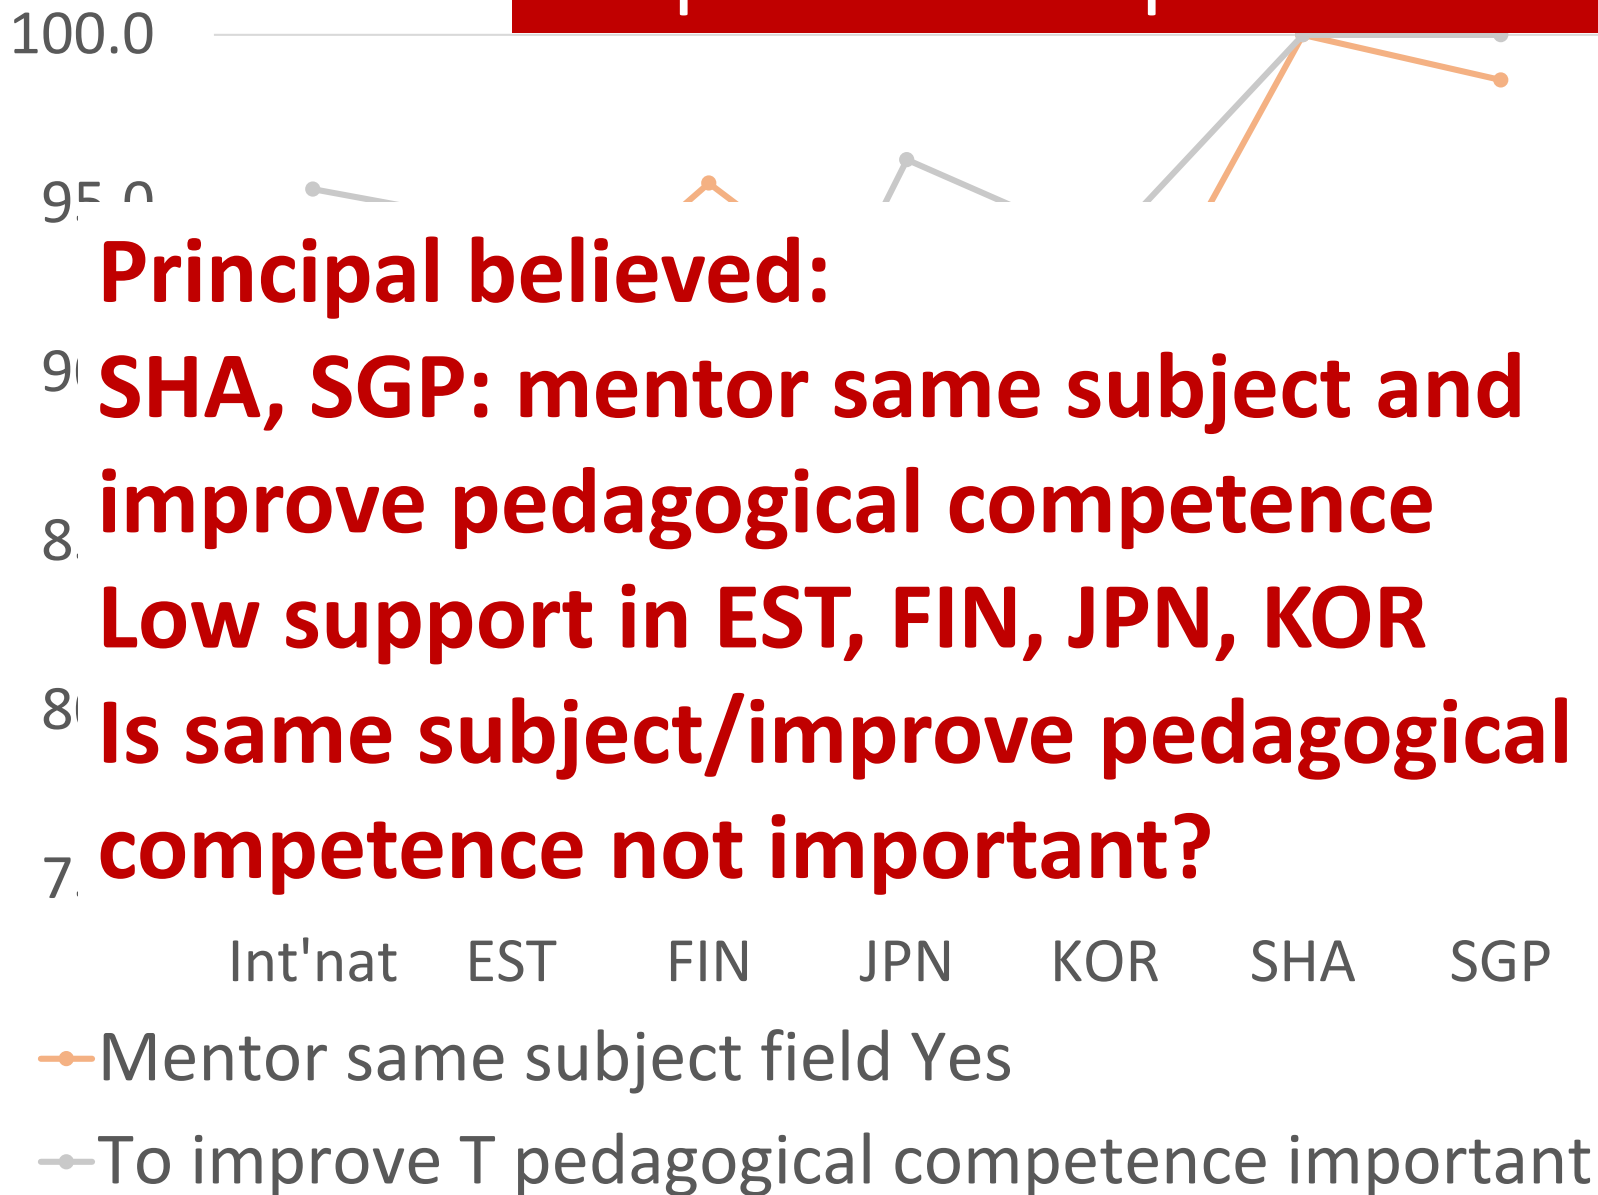 100.0
95.0
Principal believed:
SHA, SGP: mentor same subject and
improve pedagogical competence
Low support in EST, FIN, JPN, KOR
Is same subject/improve pedagogical
competence not important?
Int'nat EST FIN JPN KOR SHA SGP
Mentor same subject field Yes
To improve T pedagogical competence important